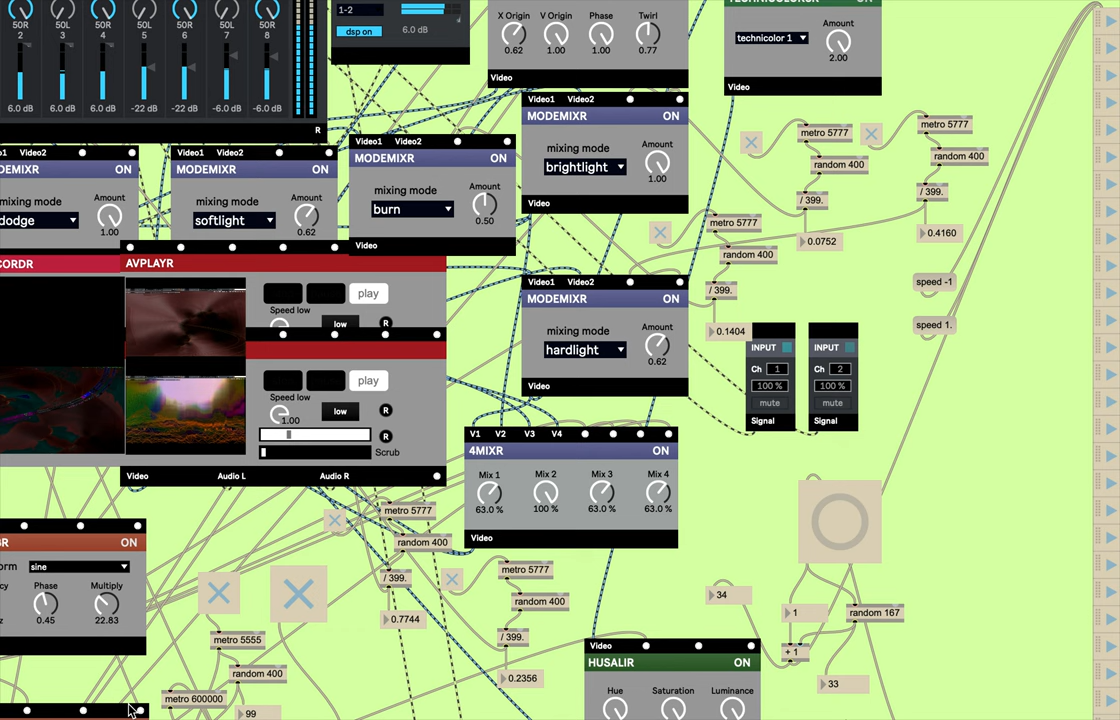 50R 50L 50R 50L 50R 50L 50R
2 3 4 5 6 7 8
6.0 dB 6.0 dB 6.0 dB -22 dB -22 dB -6.0 dB -6.0 dB
R
1-2
dsp on 6.0 dB
X Origin V Origin Phase Twirl
0.62 1.00 1.00 0.77
Video
technicolor 1
Amount
2.00
Video
Video2
MODEMIXR ON
mixing mode Amount
dodge 1.00
Video1 Video2
MODEMIXR ON
mixing mode Amount
softlight 0.62
Video1 Video2
MODEMIXR ON
mixing mode Amount
burn 0.50
Video
Video1 Video2
MODEMIXR ON
mixing mode Amount
brightlight 1.00
Video
Video1 Video2
MODEMIXR ON
mixing mode Amount
hardlight 0.62
Video
metro 5777
random 400
/ 399.
0.0752
metro 5777
random 400
/ 399.
0.4160
metro 5777
random 400
/ 399.
0.1404
speed -1
speed 1.
CORDR
AVPLAYR
play
Speed low
low R
play
Speed low
1.00 low R
R
Scrub
Video Audio L Audio R
INPUT
Ch 1
100 %
mute
Signal
INPUT
Ch 2
100 %
mute
Signal
V1 V2 V3 V4
4MIXR ON
Mix 1 Mix 2 Mix 3 Mix 4
63.0 % 100 % 63.0 % 63.0 %
Video
ON
sine
Phase Multiply
0.45 22.83
metro 5777
random 400
/ 399.
0.7744
metro 5777
random 400
/ 399.
0.2356
metro 5555
random 400
metro 600000
99
34
1
random 167
+ 1
33
Video
HUSALIR ON
Hue Saturation Luminance